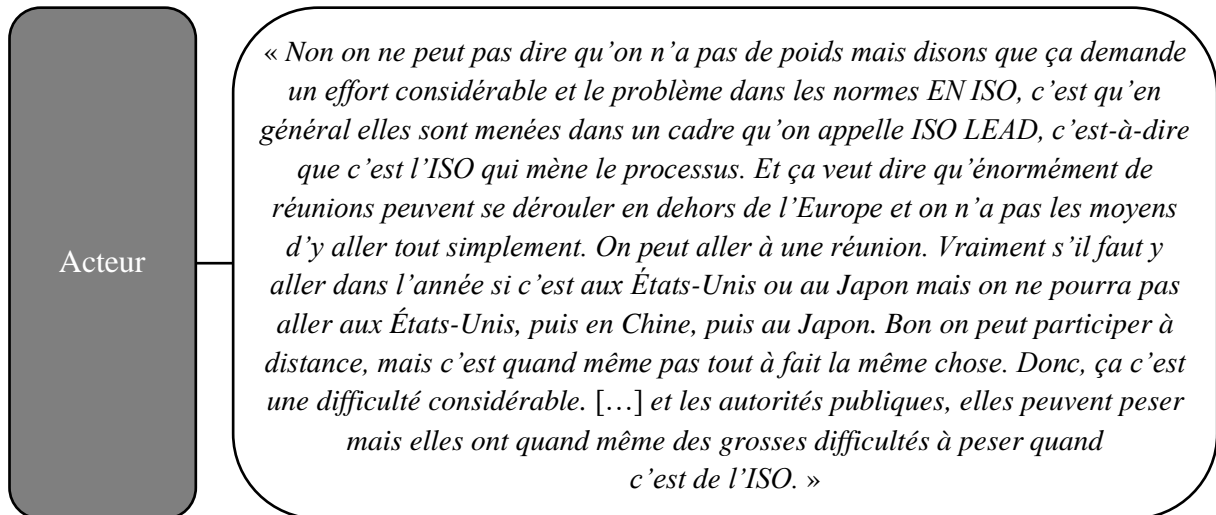 Acteur
« Non on ne peut pas dire qu'on n'a pas de poids mais disons que ça demande
un effort considérable et le problème dans les normes EN ISO, c'est qu'en
général elles sont menées dans un cadre qu'on appelle ISO LEAD, c'est-à-dire
que c'est l'ISO qui mène le processus. Et ça veut dire qu'énormément de
réunions peuvent se dérouler en dehors de l'Europe et on n'a pas les moyens
d'y aller tout simplement. On peut aller à une réunion. Vraiment s'il faut y
aller dans l'année si c'est aux États-Unis ou au Japon mais on ne pourra pas
aller aux États-Unis, puis en Chine, puis au Japon. Bon on peut participer à
distance, mais c'est quand même pas tout à fait la même chose. Donc, ça c'est
une difficulté considérable. […] et les autorités publiques, elles peuvent peser
mais elles ont quand même des grosses difficultés à peser quand
c'est de l'ISO. »